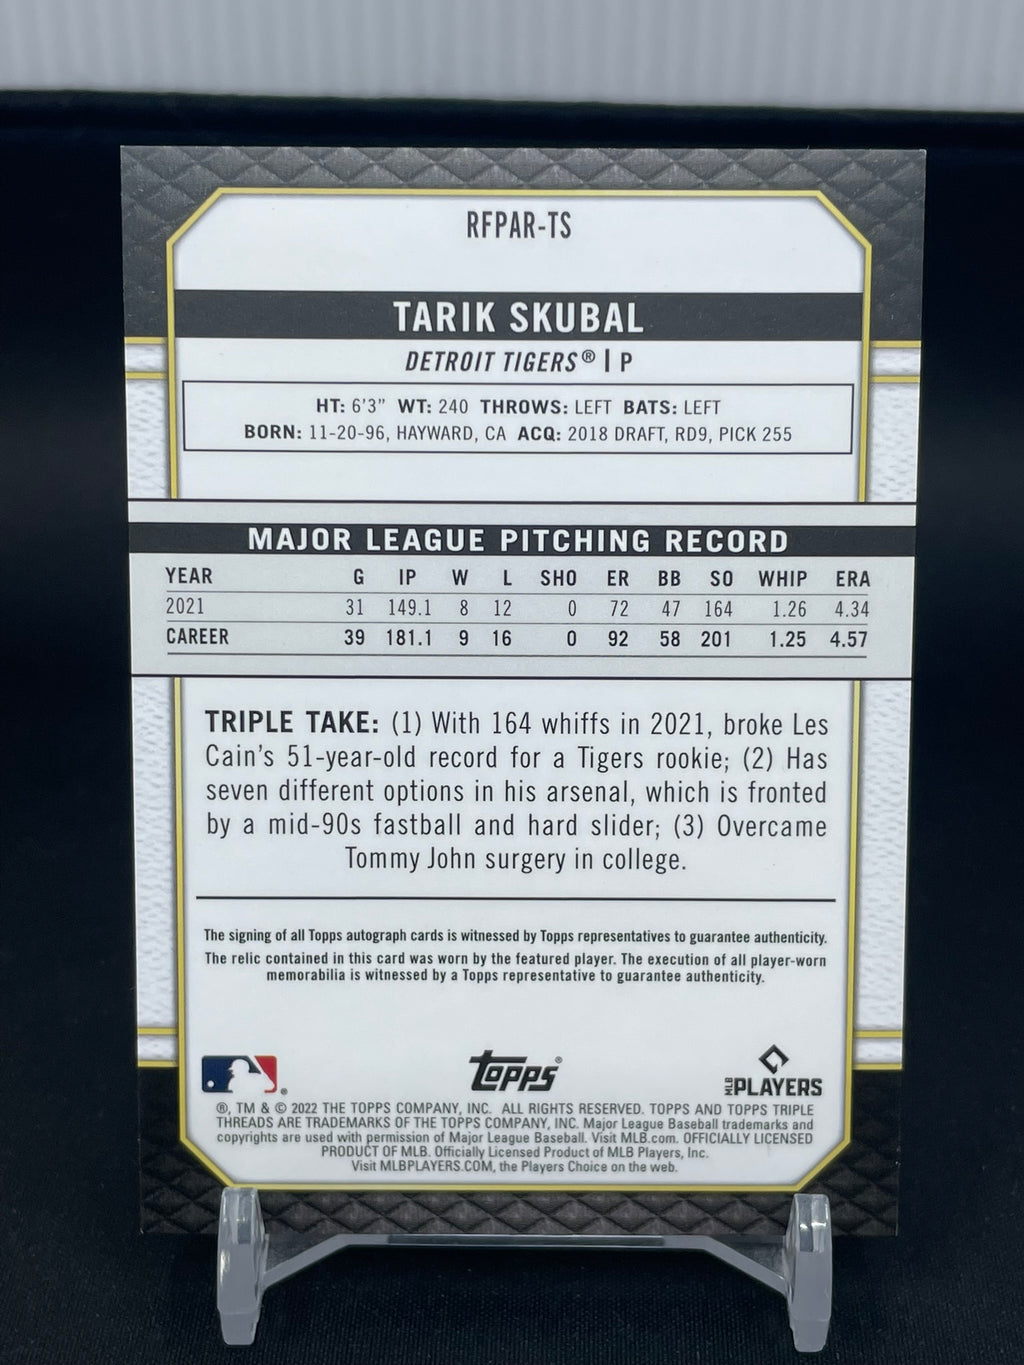 RFPAR-TS
TARIK SKUBAL
DETROIT TIGERS® | P
HT: 6'3" WT: 240 THROWS: LEFT BATS: LEFT
BORN: 11-20-96, HAYWARD, CA ACQ: 2018 DRAFT, RD9, PICK 255
MAJOR LEAGUE PITCHING RECORD
YEAR G IP W L SHO ER BB SO WHIP ERA
2021 31 149.1 8 12 0 72 47 164 1.26 4.34
CAREER 39 181.1 9 16 0 92 58 201 1.25 4.57
TRIPLE TAKE: (1) With 164 whiffs in 2021, broke Les
Cain's 51-year-old record for a Tigers rookie; (2) Has
seven different options in his arsenal, which is fronted
by a mid-90s fastball and hard slider; (3) Overcame
Tommy John surgery in college.
The signing of all Topps autograph cards is witnessed by Topps representatives to guarantee authenticity.
The relic contained in this card was worn by the featured player. The execution of all player-worn
memorabilia is witnessed by a Topps representative to guarantee authenticity.
®
Topps®
MLB PLAYERS
®, TM & © 2022 THE TOPPS COMPANY, INC. ALL RIGHTS RESERVED. TOPPS AND TOPPS TRIPLE
THREADS ARE TRADEMARKS OF THE TOPPS COMPANY, INC. Major League Baseball trademarks and
copyrights are used with permission of Major League Baseball. Visit MLB.com. OFFICIALLY LICENSED
PRODUCT OF MLB. Officially Licensed Product of MLB Players, Inc.
Visit MLBPLAYERS.COM, the Players Choice on the web.